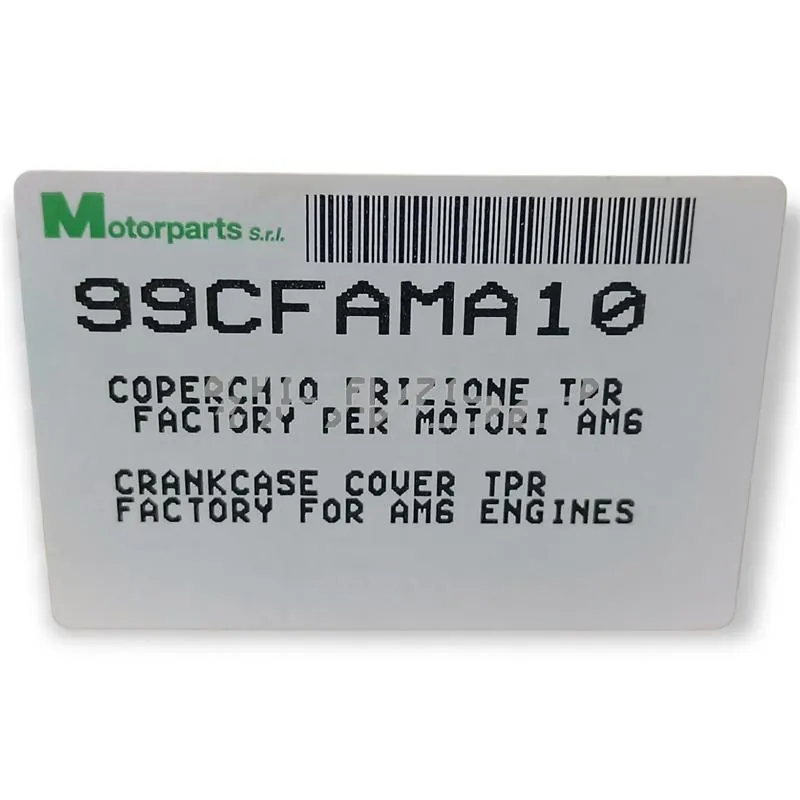 Motorparts s.r.l.
99CFAMA10
COPERCHIO FRIZIONE TPR
FACTORY PER MOTORI AM6
CRANKCASE COVER TPR
FACTORY FOR AM6 ENGINES